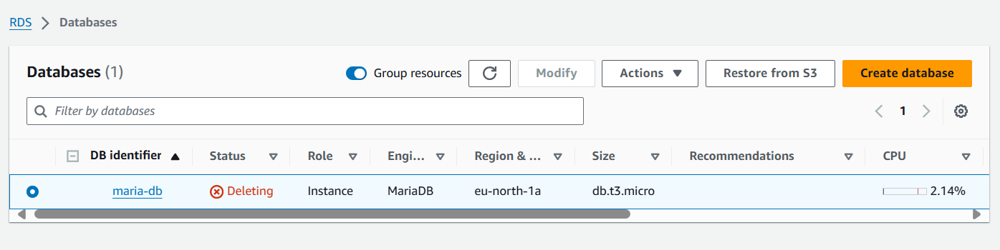 RDS > Databases
Databases (1) Group resources Modify Actions Restore from S3 Create database
Filter by databases 1
DB identifier Status Role Engi... Region & ... Size Recommendations CPU
maria-db Deleting Instance MariaDB eu-north-1a db.t3.micro 2.14%